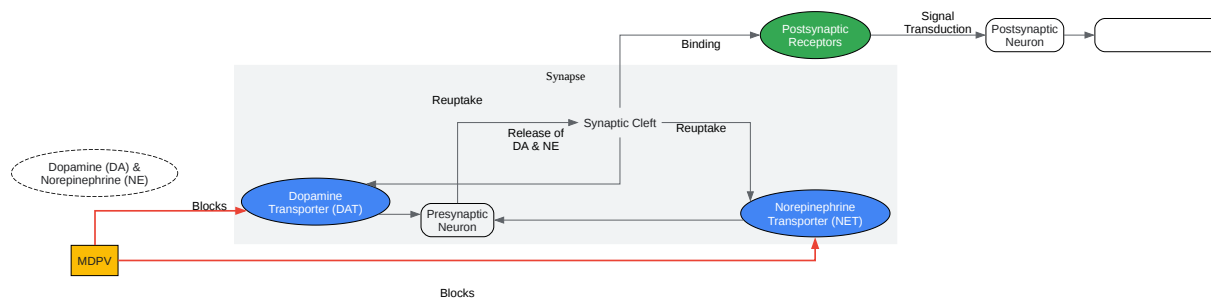 Postsynaptic
Receptors
Signal
Transduction
Postsynaptic
Neuron
Binding
Synapse
Reuptake
Synaptic Cleft
Reuptake
Release of
DA & NE
Dopamine (DA) &
Norepinephrine (NE)
Blocks
Dopamine
Transporter (DAT)
Presynaptic
Neuron
Norepinephrine
Transporter (NET)
MDPV
Blocks